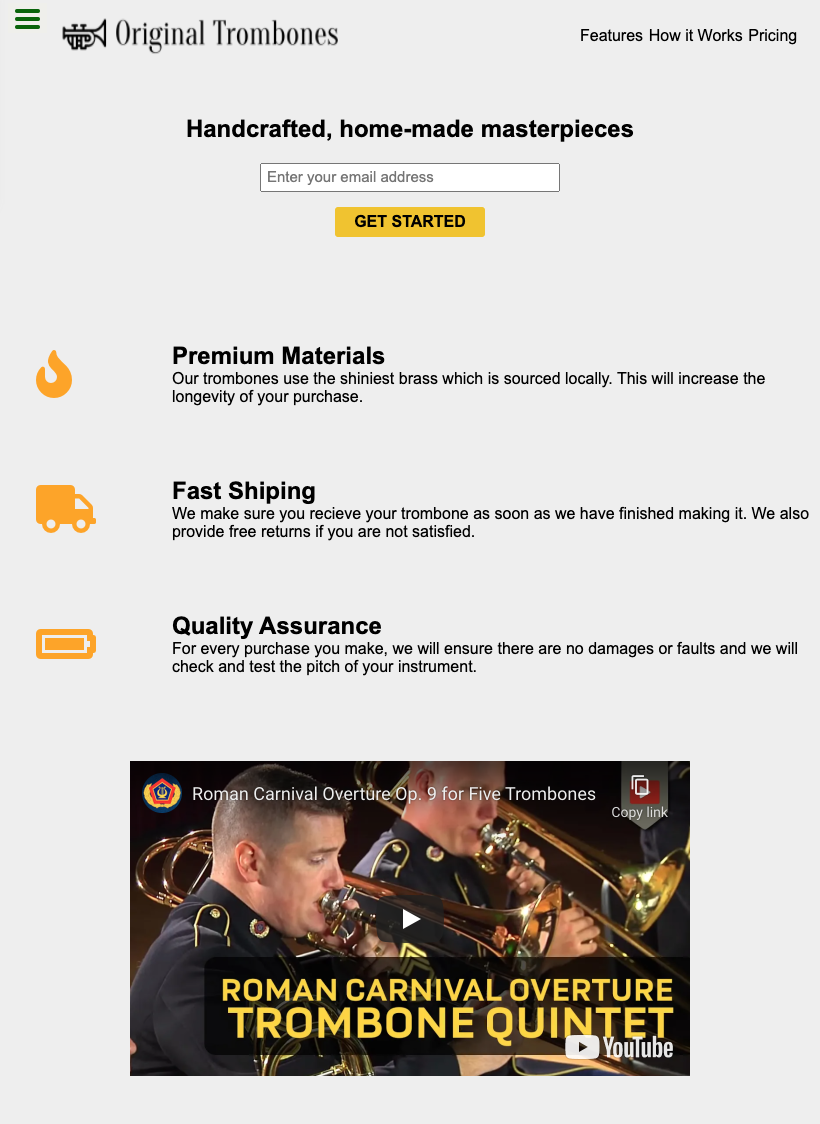 Original Trombones
Features How it Works Pricing
Handcrafted, home-made masterpieces
Enter your email address
GET STARTED
Premium Materials
Our trombones use the shiniest brass which is sourced locally. This will increase the
longevity of your purchase.
Fast Shiping
We make sure you recieve your trombone as soon as we have finished making it. We also
provide free returns if you are not satisfied.
Quality Assurance
For every purchase you make, we will ensure there are no damages or faults and we will
check and test the pitch of your instrument.
Roman Carnival Overture Op. 9 for Five Trombones
Copy link
ROMAN CARNIVAL OVERTURE
TROMBONE QUINTET
YouTube